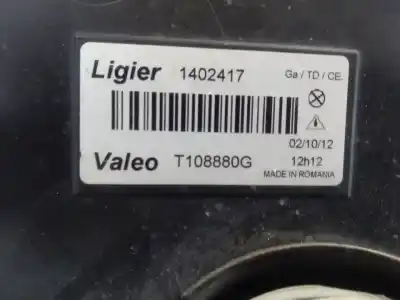 Ligier 1402417 Ga / TD / CE.
02/10/12
Valeo T108880G 12h12
MADE IN ROMANIA